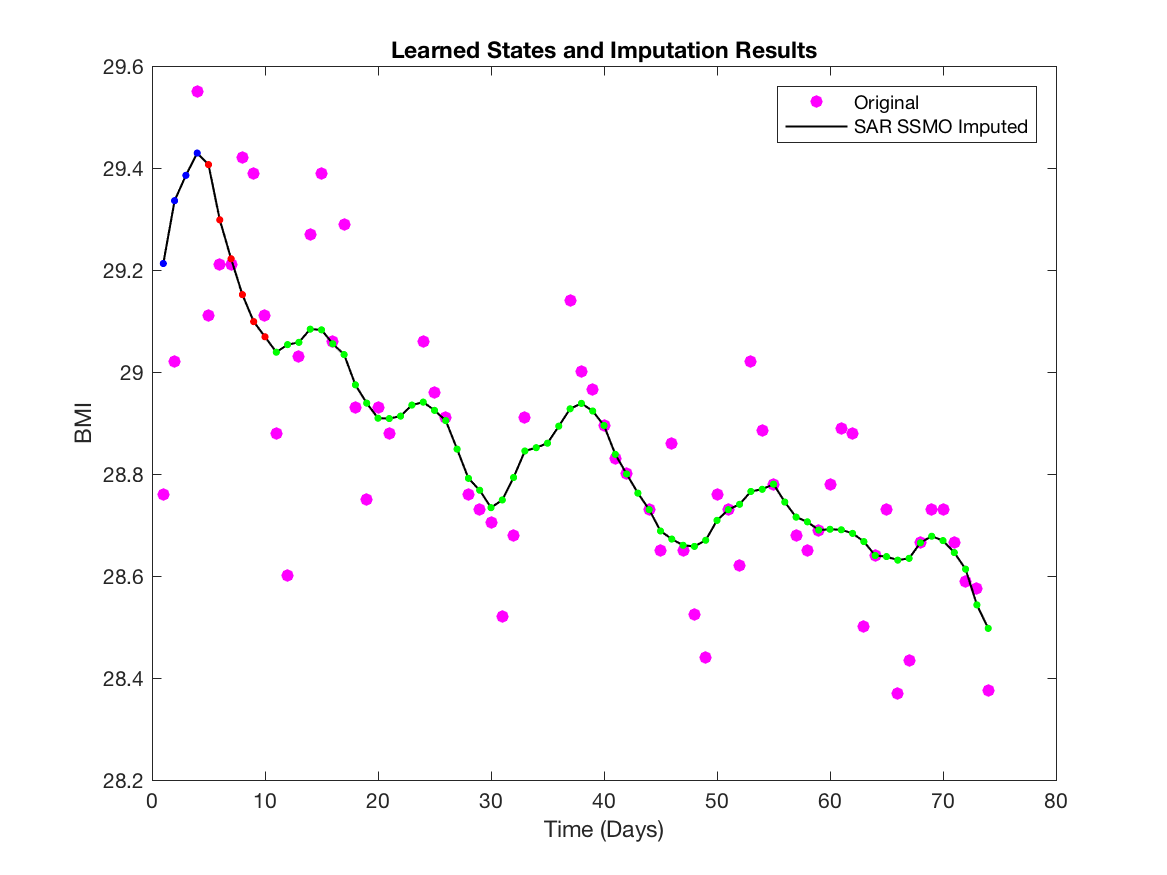 Learned States and Imputation Results
29.6
29.4
29.2
29
28.8
28.6
28.4
28.2
BMI
Original
SAR SSMO Imputed
0 10 20 30 40 50 60 70 80
Time (Days)